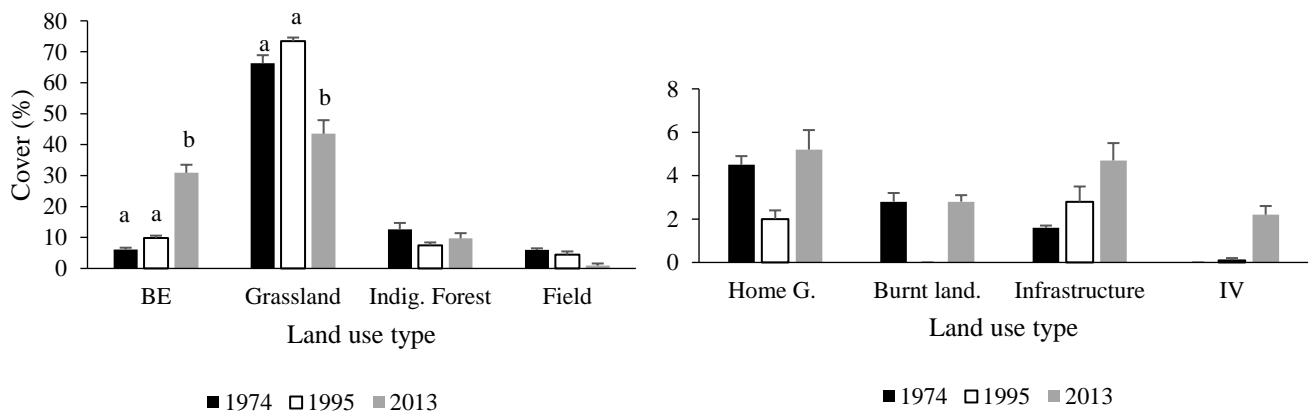 80
70
60
50
40
30
20
10
0
Cover (%)
a a b
a a b
BE Grassland Indig. Forest Field
Land use type
1974 1995 2013
8
6
4
2
0
Home G. Burnt land. Infrastructure IV
Land use type
1974 1995 2013